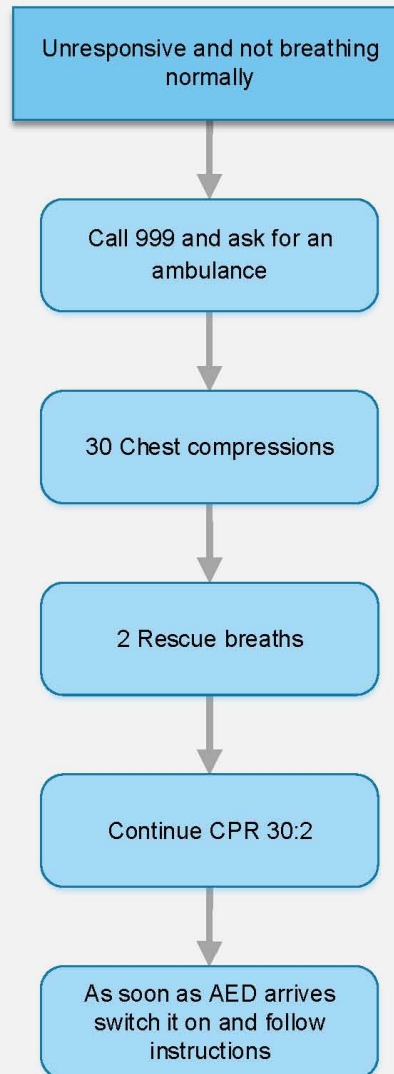 Unresponsive and not breathing
normally
Call 999 and ask for an
ambulance
30 Chest compressions
2 Rescue breaths
Continue CPR 30:2
As soon as AED arrives
switch it on and follow
instructions